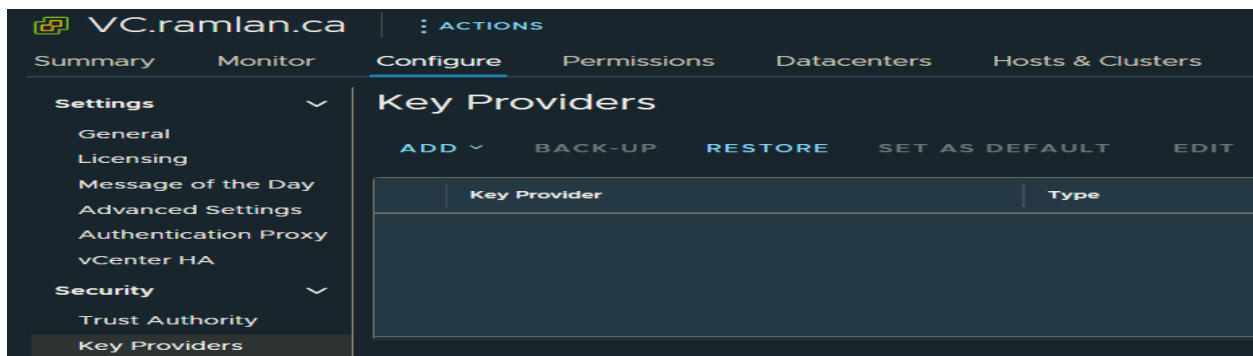 VC.ramlan.ca ACTIONS
Summary Monitor Configure Permissions Datacenters Hosts & Clusters
Settings
General
Licensing
Message of the Day
Advanced Settings
Authentication Proxy
vCenter HA
Security
Trust Authority
Key Providers
Key Providers
ADD BACK-UP RESTORE SET AS DEFAULT EDIT
Key Provider Type